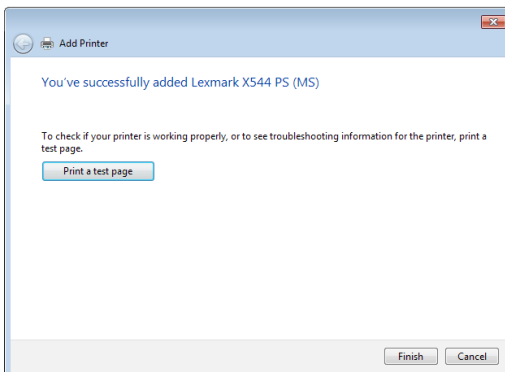 Add Printer
You've successfully added Lexmark X544 PS (MS)
To check if your printer is working properly, or to see troubleshooting information for the printer, print a
test page.
Print a test page
Finish
Cancel